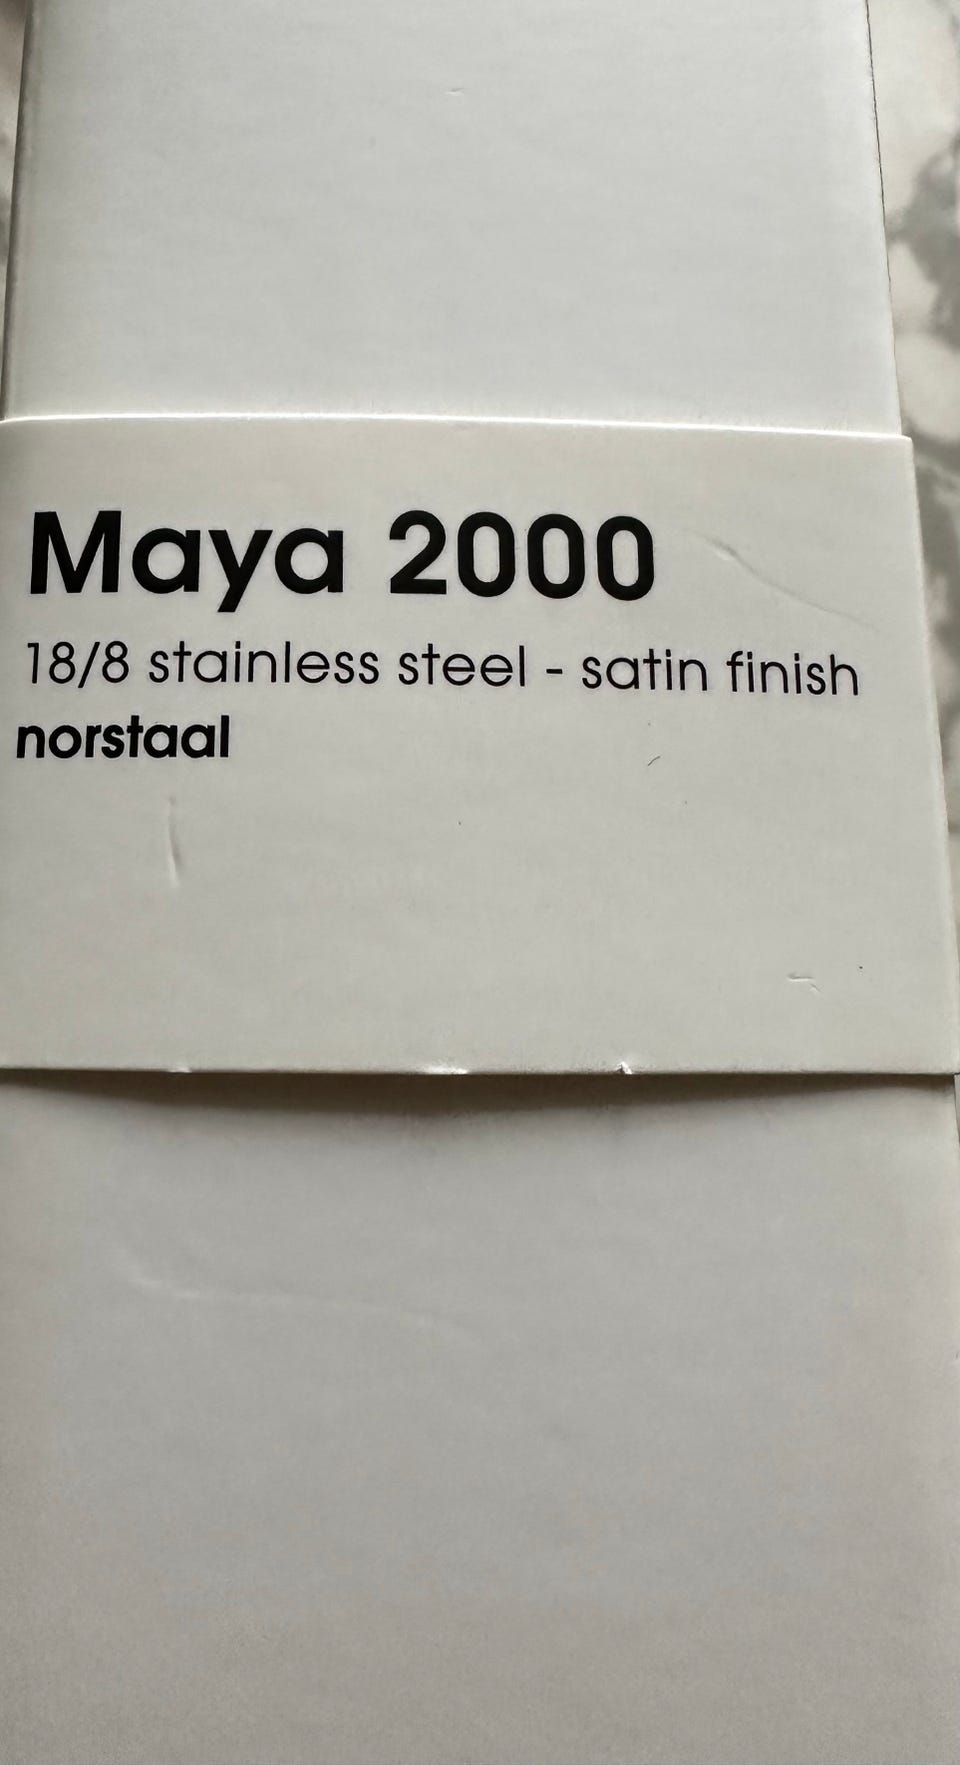 Maya 2000
18/8 stainless steel - satin finish
norstaal